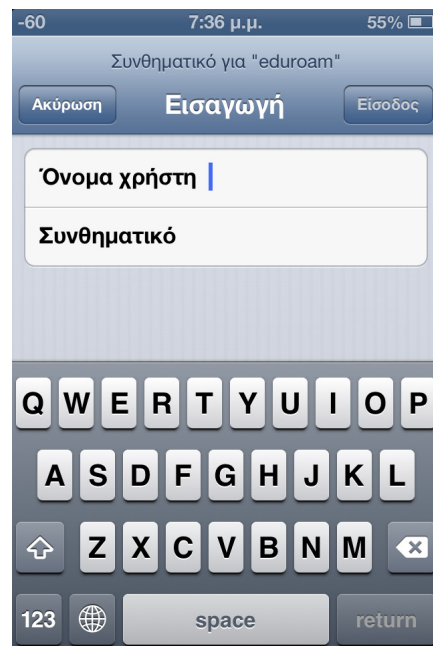 -60 7:36 μ.μ. 55%
Συνθηματικό για "eduroam"
Ακύρωση Εισαγωγή Είσοδος
Όνομα χρήστη
Συνθηματικό
Q W E R T Y U I O P
A S D F G H J K L
Z X C V B N M
123 space return